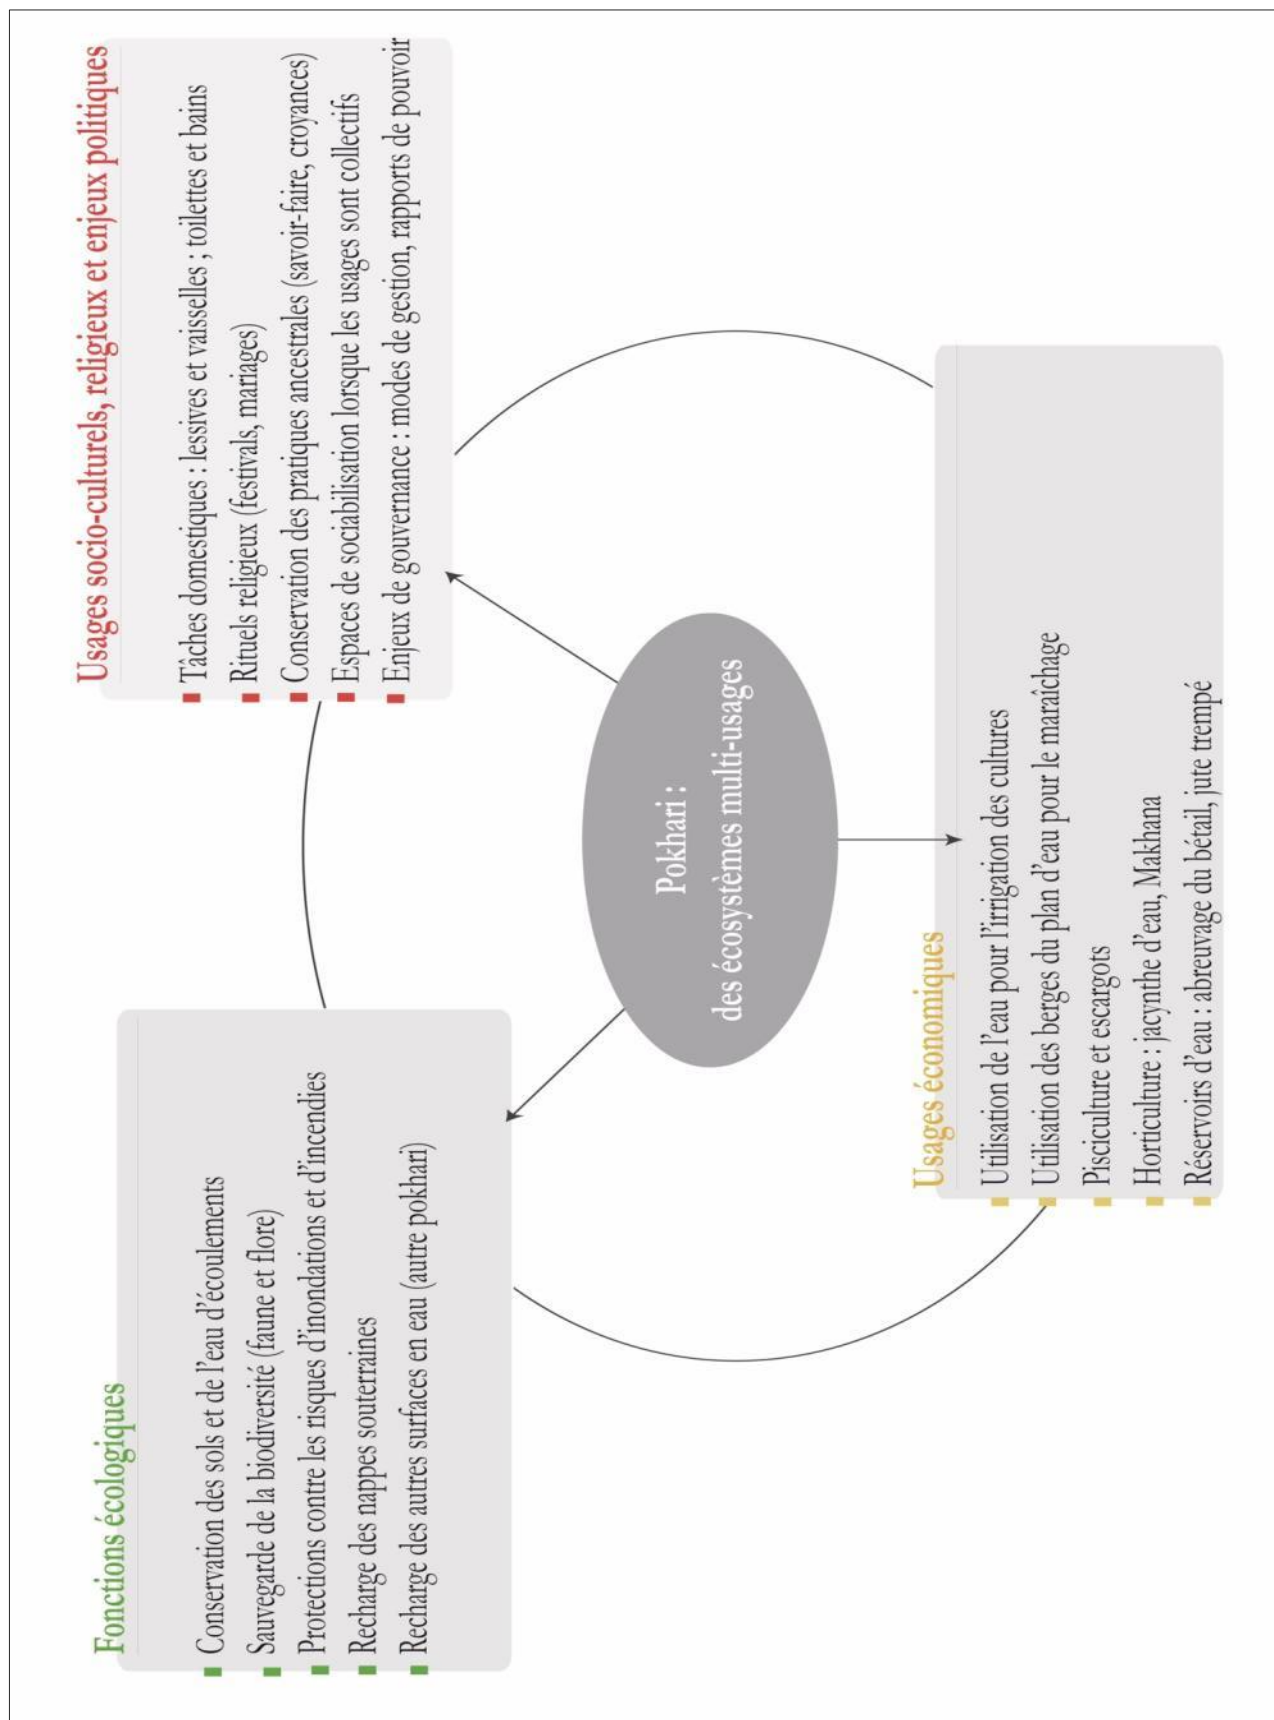 Fonctions écologiques
Conservation des sols et de l'eau d'écoulements
Sauvegarde de la biodiversité (faune et flore)
Protections contre les risques d'inondations et d'incendies
Recharge des nappes souterraines
Recharge des autres surfaces en eau (autre pokhari)
Usages socio-culturels, religieux et enjeux politiques
Tâches domestiques : lessives et vaisselles ; toilettes et bains
Rituels religieux (festivals, mariages)
Conservation des pratiques ancestrales (savoir-faire, croyances)
Espaces de sociabilisation lorsque les usages sont collectifs
Enjeux de gouvernance : modes de gestion, rapports de pouvoir
Pokhari :
des écosystèmes multi-usages
Usages économiques
Utilisation de l'eau pour l'irrigation des cultures
Utilisation des berges du plan d'eau pour le maraîchage
Pisciculture et escargots
Horticulture : jacynthe d'eau, Makhana
Réservoirs d'eau : abreuvage du bétail, jute trempé